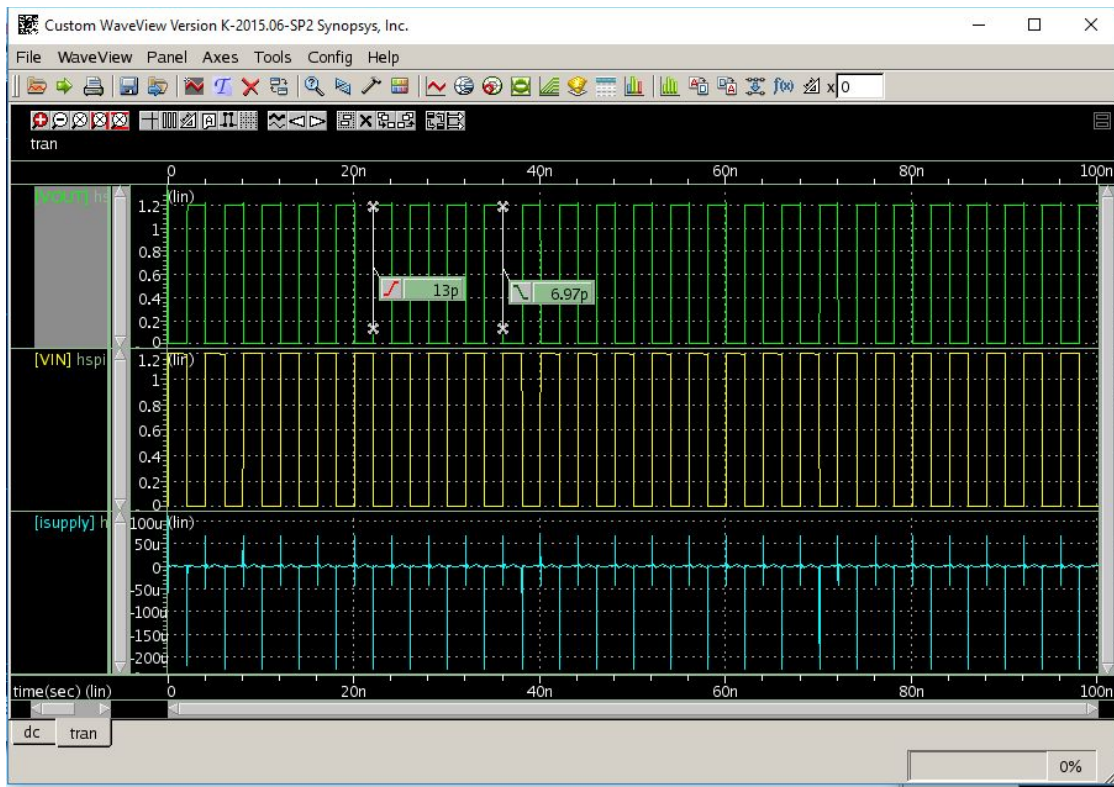 Custom WaveView Version K-2015.06-SP2 Synopsys, Inc.
File WaveView Panel Axes Tools Config Help
f(x) x 0
tran
0 20n 40n 60n 80n 100n
[VOUT] hs
(lin)
1.2
1
0.8
0.6
0.4
0.2
0
13p
6.97p
[VIN] hspi
(lin)
1.2
1
0.8
0.6
0.4
0.2
0
[isupply] h
(lin)
100u
50u
0
-50u
-100u
-150u
-200u
time(sec) (lin)
0 20n 40n 60n 80n 100n
dc tran
0%